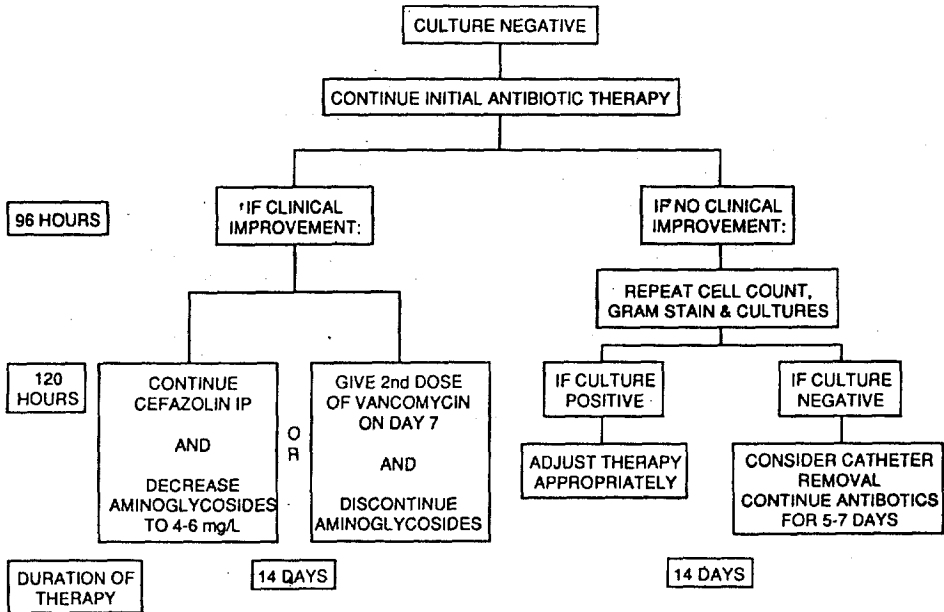 CULTURE NEGATIVE
CONTINUE INITIAL ANTIBIOTIC THERAPY
96 HOURS
IF CLINICAL
IMPROVEMENT:
IF NO CLINICAL
IMPROVEMENT:
REPEAT CELL COUNT,
GRAM STAIN & CULTURES
120
HOURS
CONTINUE
CEFAZOLIN IP
AND
DECREASE
AMINOGLYCOSIDES
TO 4-6 mg/L
O
R
GIVE 2nd DOSE
OF VANCOMYCIN
ON DAY 7
AND
DISCONTINUE
AMINOGLYCOSIDES
IF CULTURE
POSITIVE
ADJUST THERAPY
APPROPRIATELY
IF CULTURE
NEGATIVE
CONSIDER CATHETER
REMOVAL
CONTINUE ANTIBOTICS
FOR 5-7 DAYS
DURATION OF
THERAPY
14 DAYS
14 DAYS